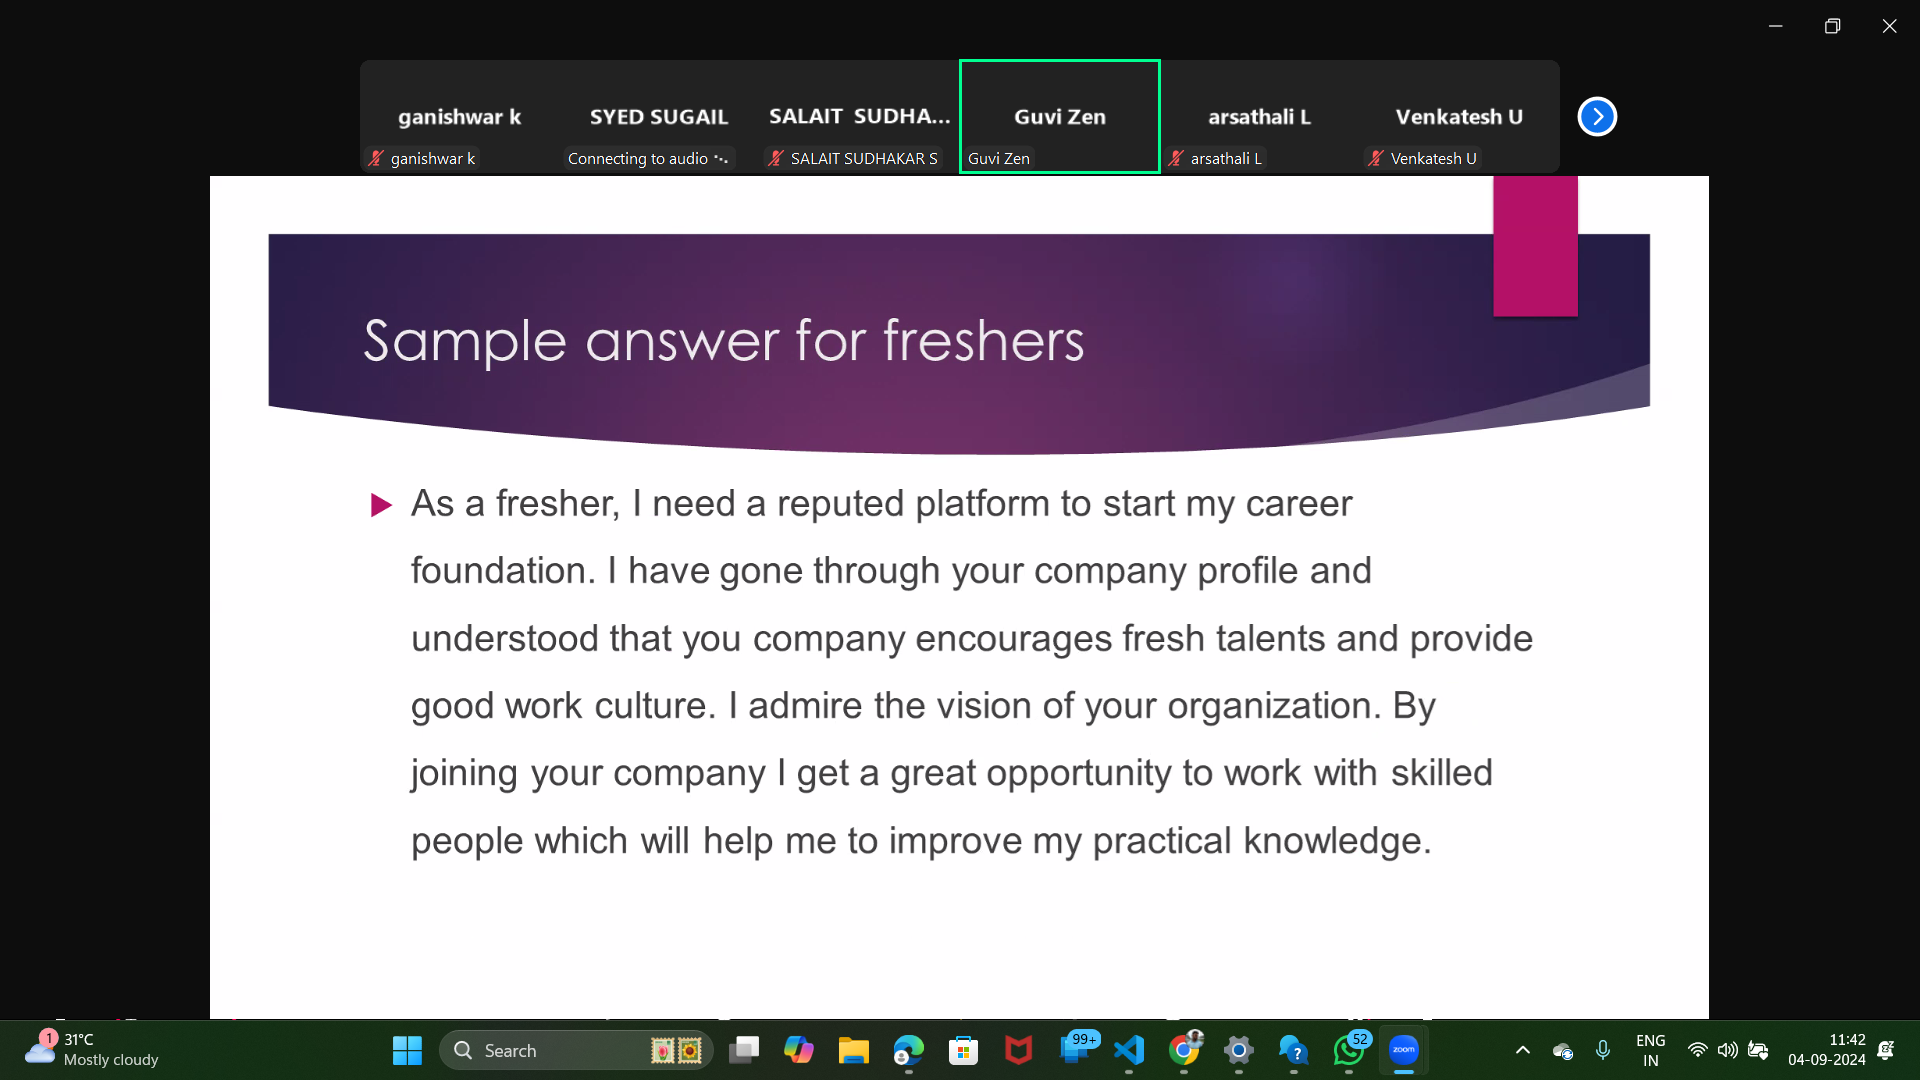 ganishwar k
SYED SUGAIL
SALAIT SUDHA...
Guvi Zen
arsathali L
Venkatesh U
ganishwar k
Connecting to audio
SALAIT SUDHAKAR S
Guvi Zen
arsathali L
Venkatesh U
Sample answer for freshers
As a fresher, I need a reputed platform to start my career
foundation. I have gone through your company profile and
understood that you company encourages fresh talents and provide
good work culture. I admire the vision of your organization. By
joining your company I get a great opportunity to work with skilled
people which will help me to improve my practical knowledge.
1
31°C
Mostly cloudy
Search
99+
52
zoom
ENG
IN
11:42
04-09-2024